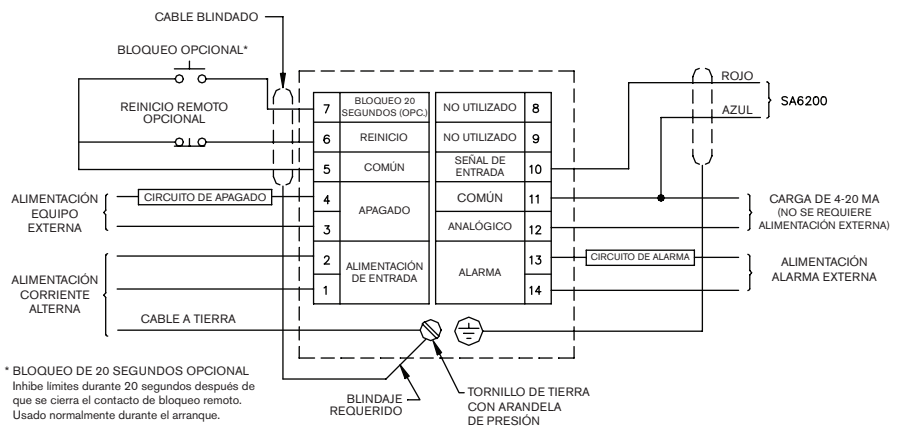 CABLE BLINDADO
BLOQUEO OPCIONAL*
REINICIO REMOTO
OPCIONAL
ALIMENTACIÓN
EQUIPO
EXTERNA
CIRCUITO DE APAGADO
ALIMENTACIÓN
CORRIENTE
ALTERNA
CABLE A TIERRA
7 BLOQUEO 20
SEGUNDOS (OPC.)
6 REINICIO
5 COMÚN
4
APAGADO
3
2
ALIMENTACIÓN
DE ENTRADA
1
NO UTILIZADO 8
NO UTILIZADO 9
SEÑAL DE
ENTRADA 10
COMÚN 11
ANALÓGICO 12
13
ALARMA
14
ROJO
AZUL
SA6200
CARGA DE 4-20 MA
(NO SE REQUIERE
ALIMENTACIÓN EXTERNA)
CIRCUITO DE ALARMA
ALIMENTACIÓN
ALARMA EXTERNA
BLINDAJE
REQUERIDO
TORNILLO DE TIERRA
CON ARANDELA
DE PRESIÓN
* BLOQUEO DE 20 SEGUNDOS OPCIONAL
Inhibe límites durante 20 segundos después de
que se cierra el contacto de bloqueo remoto.
Usado normalmente durante el arranque.